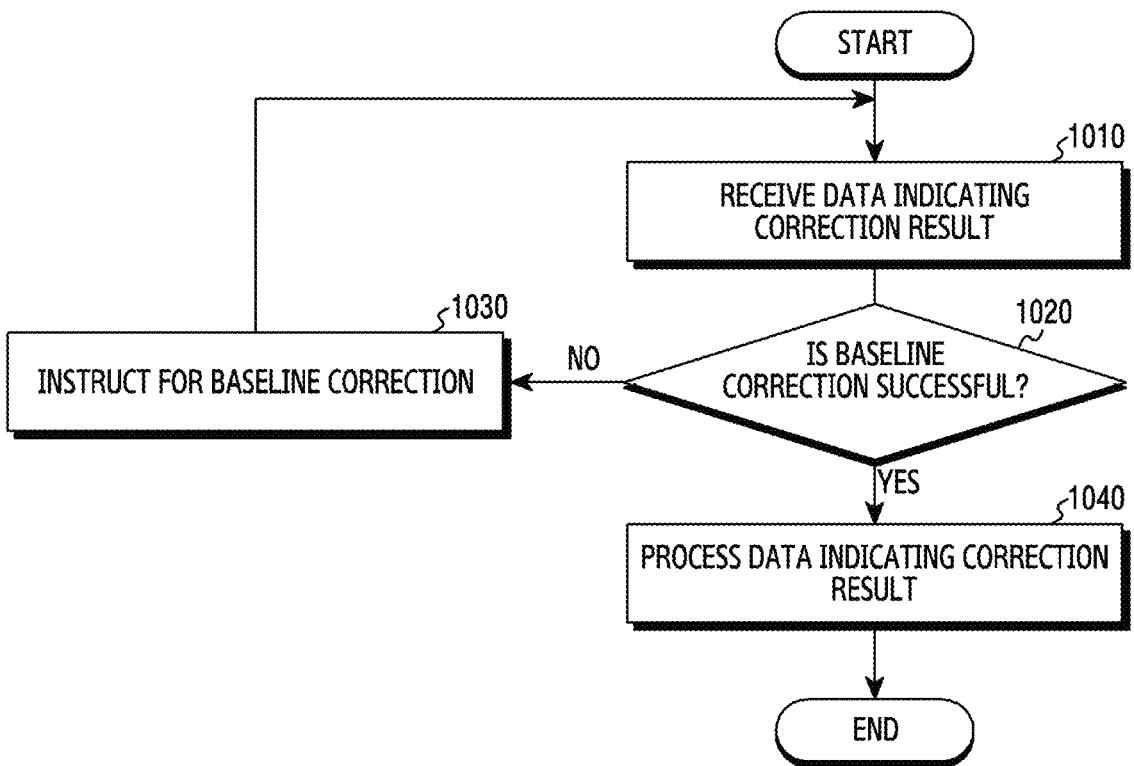 START
1010
RECEIVE DATA INDICATING
CORRECTION RESULT
1030
INSTRUCT FOR BASELINE CORRECTION
NO
1020
IS BASELINE
CORRECTION SUCCESSFUL?
YES
1040
PROCESS DATA INDICATING CORRECTION
RESULT
END